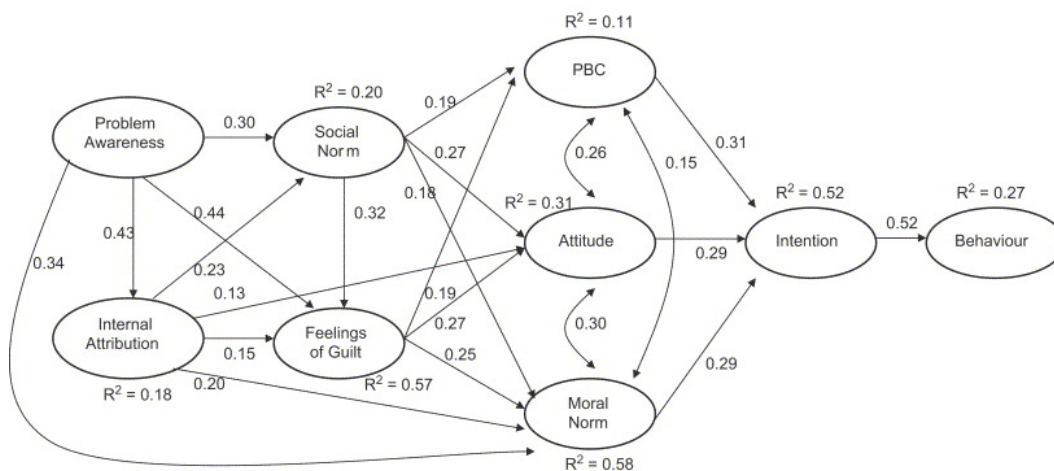 R² = 0.11
PBC
R² = 0.20
Problem
Awareness
0.30
Social
Norm
0.19
0.27
0.31
0.15
0.26
0.18
R² = 0.31
R² = 0.52
R² = 0.27
0.44
0.32
0.43
0.34
Attitude
0.29
Intention
0.52
Behaviour
0.23
0.13
0.19
0.27
0.30
Internal
Attribution
0.15
Feelings
of Guilt
0.25
0.29
R² = 0.18
0.20
R² = 0.57
Moral
Norm
R² = 0.58